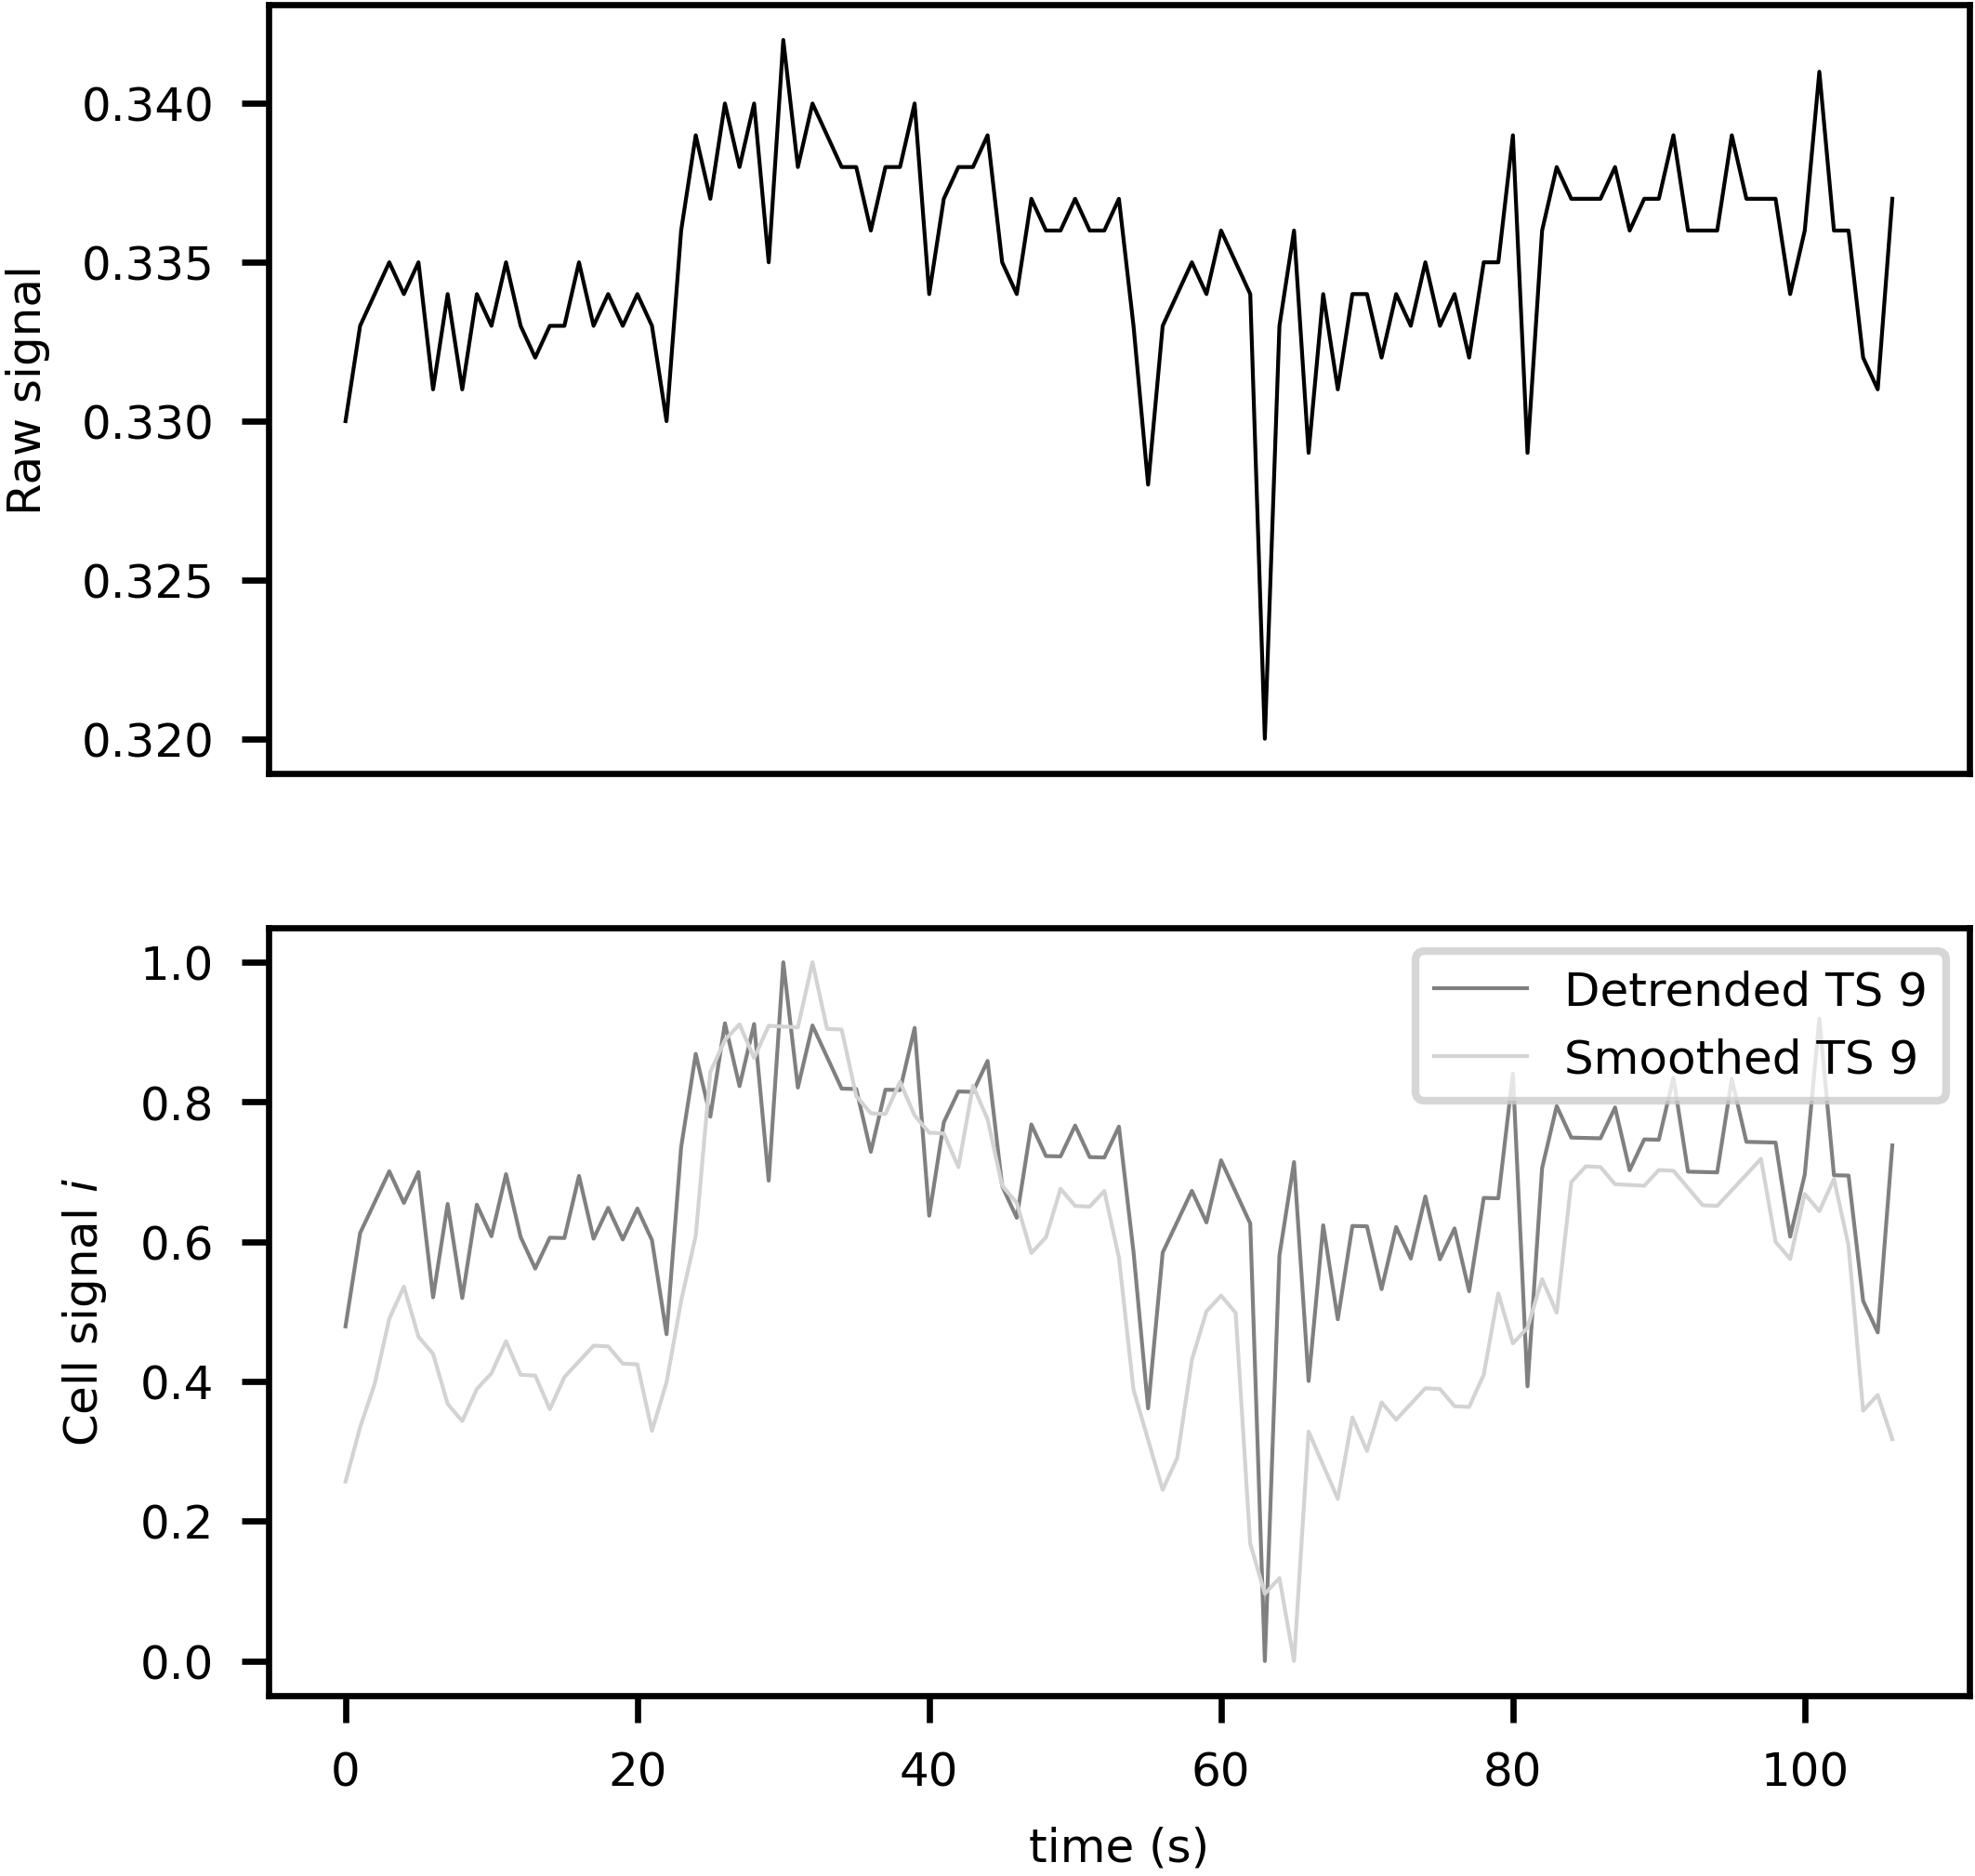 Raw signal
0.340
0.335
0.330
0.325
0.320
Cell signal i
1.0
0.8
0.6
0.4
0.2
0.0
Detrended TS 9
Smoothed TS 9
0 20 40 60 80 100
time (s)